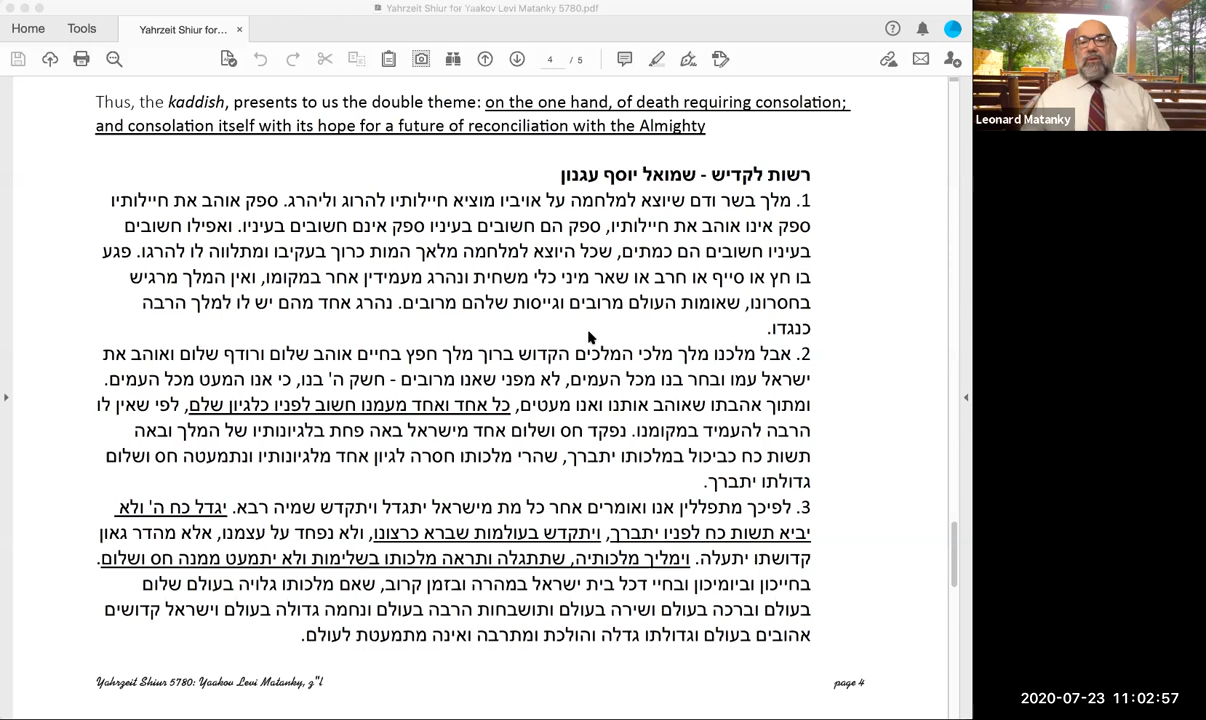 Yahrzeit Shiur for Yaakov Levi Matanky 5780.pdf
Home
Tools
Yahrzeit Shiur for...
×
4 / 5
Thus, the kaddish, presents to us the double theme: on the one hand, of death requiring consolation;
and consolation itself with its hope for a future of reconciliation with the Almighty
רשות לקדיש - שמואל יוסף עגנון
1. מלך בשר ודם שיוצא למלחמה על אויביו מוציא חיילותיו להרוג וליהרג. ספק אוהב את חיילותיו
ספק אינו אוהב את חיילותיו, ספק הם חשובים בעיניו ספק אינם חשובים בעיניו. ואפילו חשובים
בעיניו חשובים הם כמתים, שכל היוצא למלחמה מלאך המות כרוך בעקיבו ומתלווה לו להרגו. פגע
בו חץ או סייף או חרב או שאר מיני כלי משחית ונהרג מעמידין אחר במקומו, ואין המלך מרגיש
בחסרונו, שאומות העולם מרובים וגייסות שלהם מרובים. נהרג אחד מהם יש לו למלך הרבה
כנגדו.
2. אבל מלכנו מלך מלכי המלכים הקדוש ברוך מלך חפץ בחיים אוהב שלום ורודף שלום ואוהב את
ישראל עמו ובחר בנו מכל העמים, לא מפני שאנו מרובים - חשק ה' בנו, כי אנו המעט מכל העמים.
ומתוך אהבתו שאוהב אותנו ואנו מעטים, כל אחד ואחד מעמנו חשוב לפניו כלגיון שלם, לפי שאין לו
הרבה להעמיד במקומנו. נפקד חס ושלום אחד מישראל באה פחת בלגיונותיו של המלך ובאה
תשות כח כביכול במלכותו יתברך, שהרי מלכותו חסרה לגיון אחד מלגיונותיו ונתמעטה חס ושלום
גדולתו יתברך.
3. לפיכך מתפללין אנו ואומרים אחר כל מת מישראל יתגדל ויתקדש שמיה רבא. יגדל כח ה' ולא
יביא תשות כח לפניו יתברך, ויתקדש בעולמות שברא כרצונו, ולא נפחד על עצמנו, אלא מהדר גאון
קדושתו יתעלה. וימליך מלכותיה, שתתגלה ותראה מלכותו בשלימות ולא יתמעט ממנה חס ושלום.
בחייכון וביומיכון ובחיי דכל בית ישראל במהרה ובזמן קרוב, שאם מלכותו גלויה בעולם שלום
בעולם וברכה בעולם ושירה בעולם ותושבחות הרבה בעולם ונחמה גדולה בעולם וישראל קדושים
אהובים בעולם וגדולתו גדלה והולכת ומתרבה ואינה מתמעטת לעולם.
Yahrzeit Shiur 5780: Yaakov Levi Matanky, z"l
page 4
Leonard Matanky
2020-07-23 11:02:57